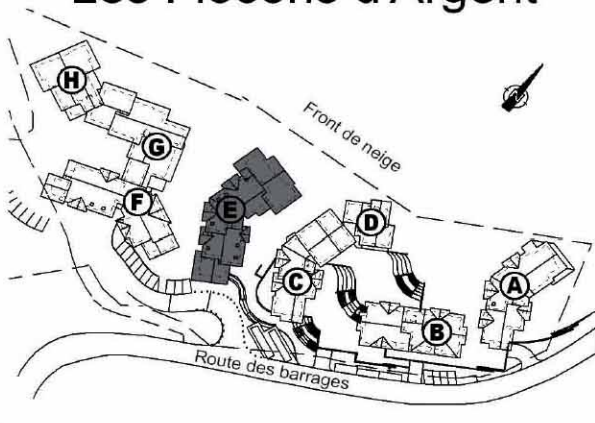 Les Flocons d'Argent
H
Front de neige
G
F
E
D
C
A
B
Route des barrages